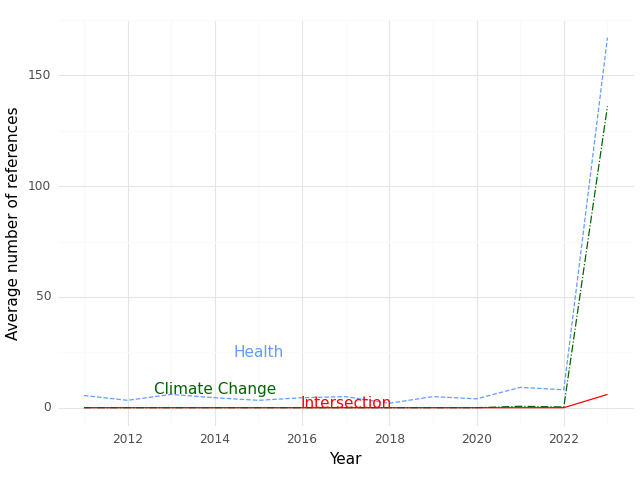 Average number of references
150
100
50
0
Health
Climate Change
Intersection
2012 2014 2016 2018 2020 2022
Year